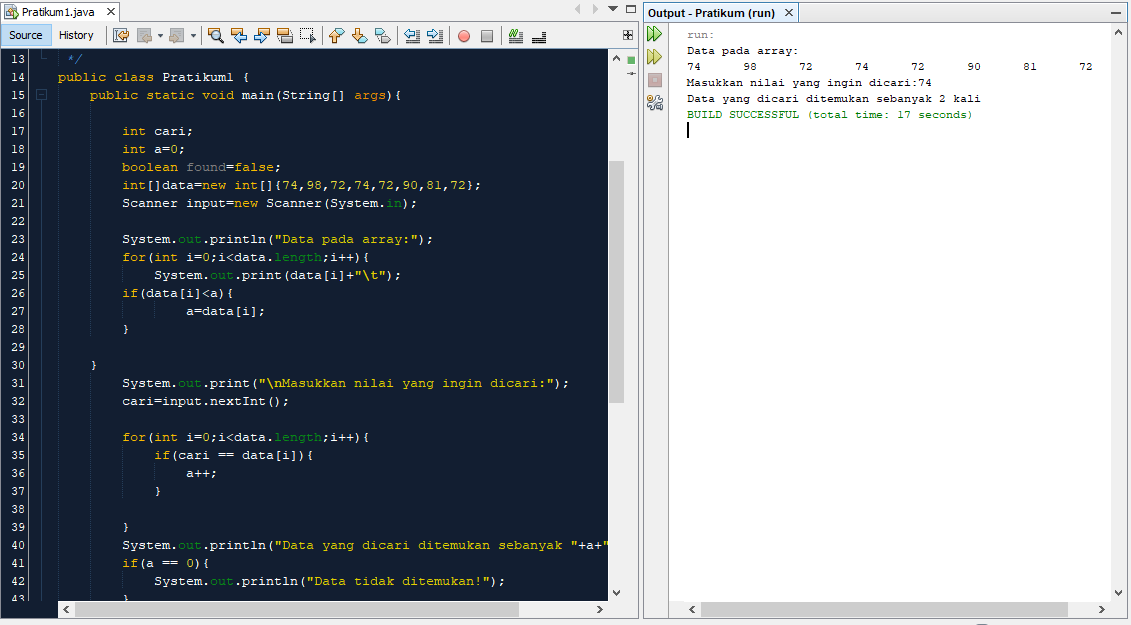 Pratikum1.java
Source History
13 */
14 public class Pratikum1 {
15 public static void main(String[] args){
16
17 int cari;
18 int a=0;
19 boolean found=false;
20 int[]data=new int[]{74,98,72,74,72,90,81,72};
21 Scanner input=new Scanner(System.in);
22
23 System.out.println("Data pada array:");
24 for(int i=0;i<data.length;i++){
25 System.out.print(data[i]+"\t");
26 if(data[i]<a){
27 a=data[i];
28 }
29
30 }
31 System.out.print("\nMasukkan nilai yang ingin dicari:");
32 cari=input.nextInt();
33
34 for(int i=0;i<data.length;i++){
35 if(cari == data[i]){
36 a++;
37 }
38
39 }
40 System.out.println("Data yang dicari ditemukan sebanyak "+a+"
41 if(a == 0){
42 System.out.println("Data tidak ditemukan!");
43 }
Output - Pratikum (run)
run:
Data pada array:
74 98 72 74 72 90 81 72
Masukkan nilai yang ingin dicari:74
Data yang dicari ditemukan sebanyak 2 kali
BUILD SUCCESSFUL (total time: 17 seconds)